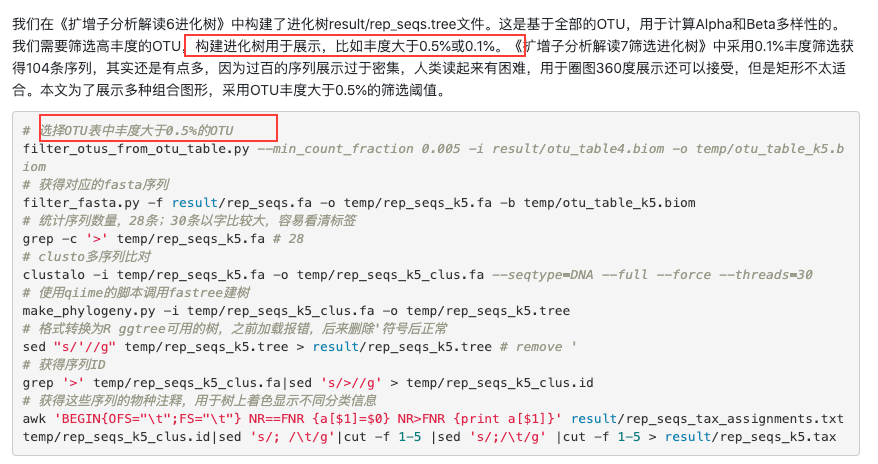 我们在《扩增子分析解读6进化树》中构建了进化树result/rep_seqs.tree文件。这是基于全部的OTU，用于计算Alpha和Beta多样性的。
我们需要筛选高丰度的OTU，构建进化树用于展示，比如丰度大于0.5%或0.1%。《扩增子分析解读7筛选进化树》中采用0.1%丰度筛选获
得104条序列，其实还是有点多，因为过百的序列展示过于密集，人类读起来有困难，用于圈图360度展示还可以接受，但是矩形不太适
合。本文为了展示多种组合图形，采用OTU丰度大于0.5%的筛选阈值。
# 选择OTU表中丰度大于0.5%的OTU
filter_otus_from_otu_table.py --min_count_fraction 0.005 -i result/otu_table4.biom -o temp/otu_table_k5.b
iom
# 获得对应的fasta序列
filter_fasta.py -f result/rep_seqs.fa -o temp/rep_seqs_k5.fa -b temp/otu_table_k5.biom
# 统计序列数量，28条；30条以字比较大，容易看清标签
grep -c '>' temp/rep_seqs_k5.fa # 28
# clusto多序列比对
clustalo -i temp/rep_seqs_k5.fa -o temp/rep_seqs_k5_clus.fa --seqtype=DNA --full --force --threads=30
# 使用qiime的脚本调用fastree建树
make_phylogeny.py -i temp/rep_seqs_k5_clus.fa -o temp/rep_seqs_k5.tree
# 格式转换为R ggtree可用的树，之前加载报错，后来删除'符号后正常
sed "s/'//g" temp/rep_seqs_k5.tree > result/rep_seqs_k5.tree # remove '
# 获得序列ID
grep '>' temp/rep_seqs_k5_clus.fa|sed 's/>//g' > temp/rep_seqs_k5_clus.id
# 获得这些序列的物种注释，用于树上着色显示不同分类信息
awk 'BEGIN{OFS="\t";FS="\t"} NR==FNR {a[$1]=$0} NR>FNR {print a[$1]}' result/rep_seqs_tax_assignments.txt
temp/rep_seqs_k5_clus.id|sed 's/; /\t/g'|cut -f 1-5 |sed 's/;/\t/g' |cut -f 1-5 > result/rep_seqs_k5.tax